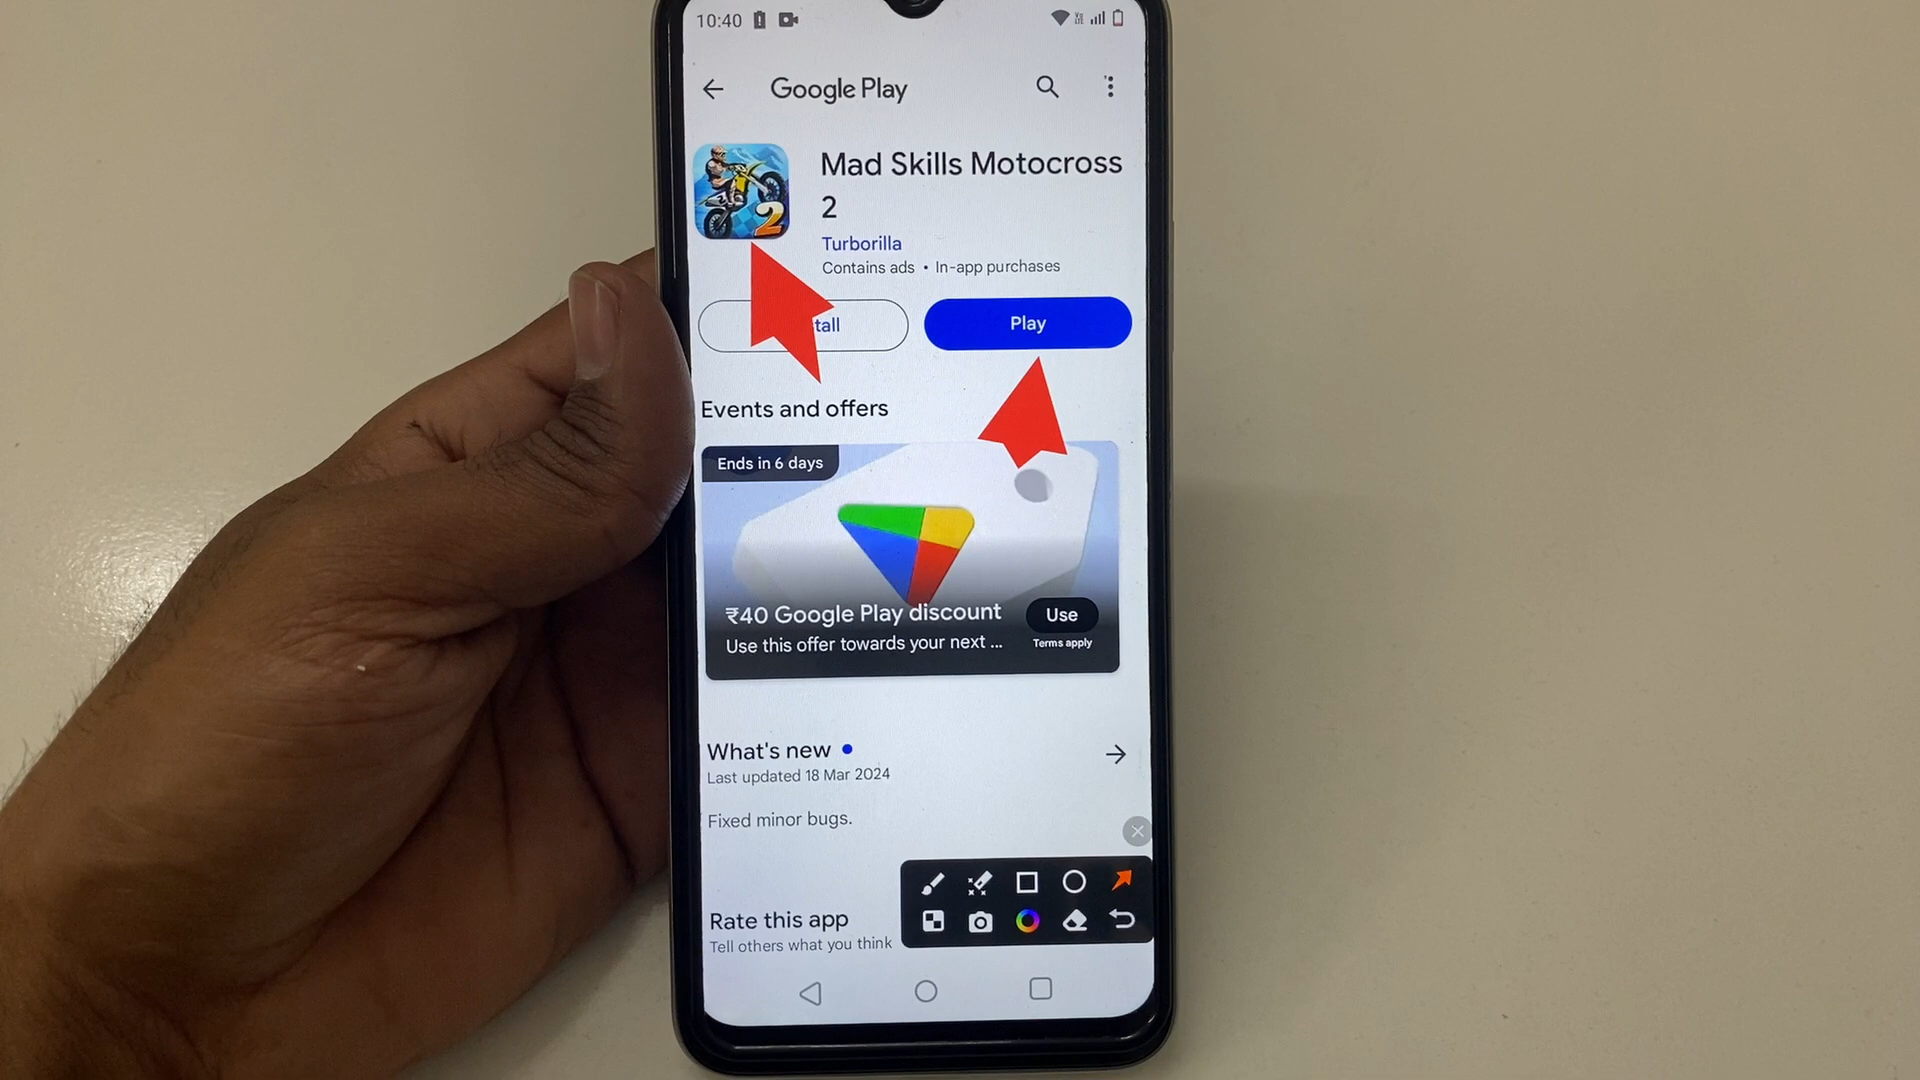 10:40
Google Play
Mad Skills Motocross
2
2
Turborilla
Contains ads • In-app purchases
tall
Play
Events and offers
Ends in 6 days
₹40 Google Play discount
Use
Use this offer towards your next ...
Terms apply
What's new
Last updated 18 Mar 2024
Fixed minor bugs.
Rate this app
Tell others what you think